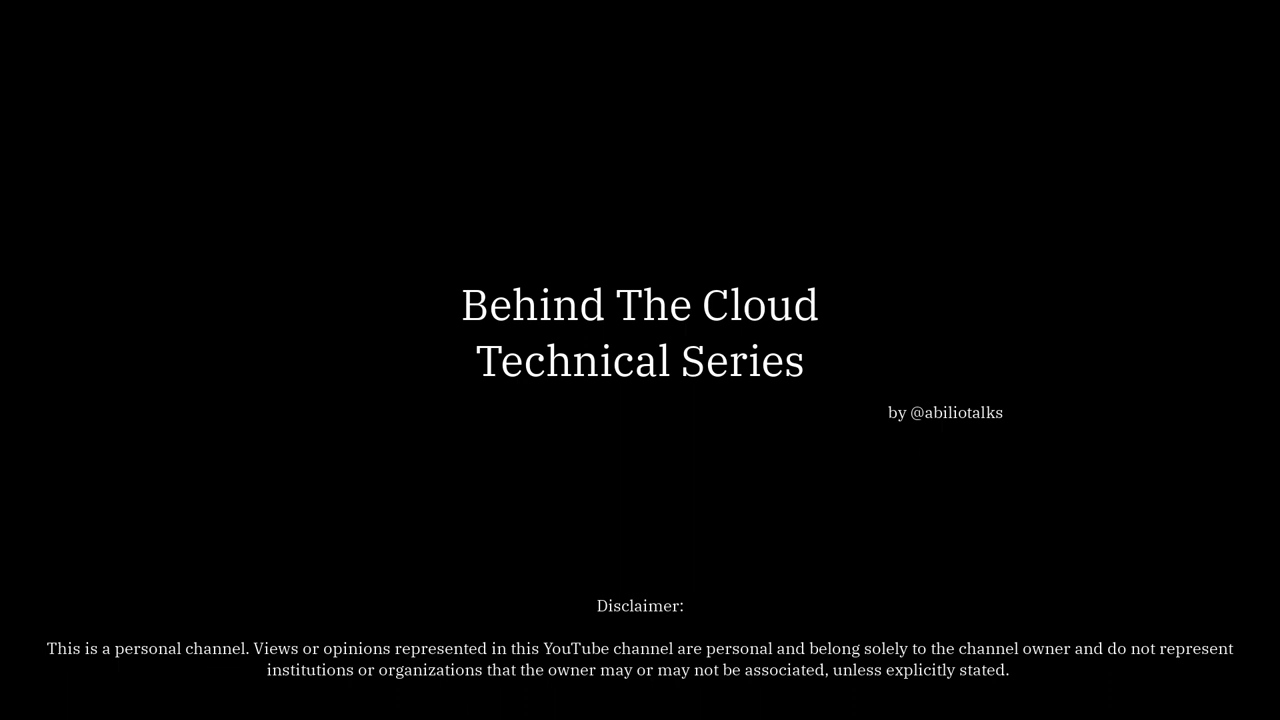 Behind The Cloud
Technical Series
by @abiliotalks
Disclaimer:
This is a personal channel. Views or opinions represented in this YouTube channel are personal and belong solely to the channel owner and do not represent
institutions or organizations that the owner may or may not be associated, unless explicitly stated.